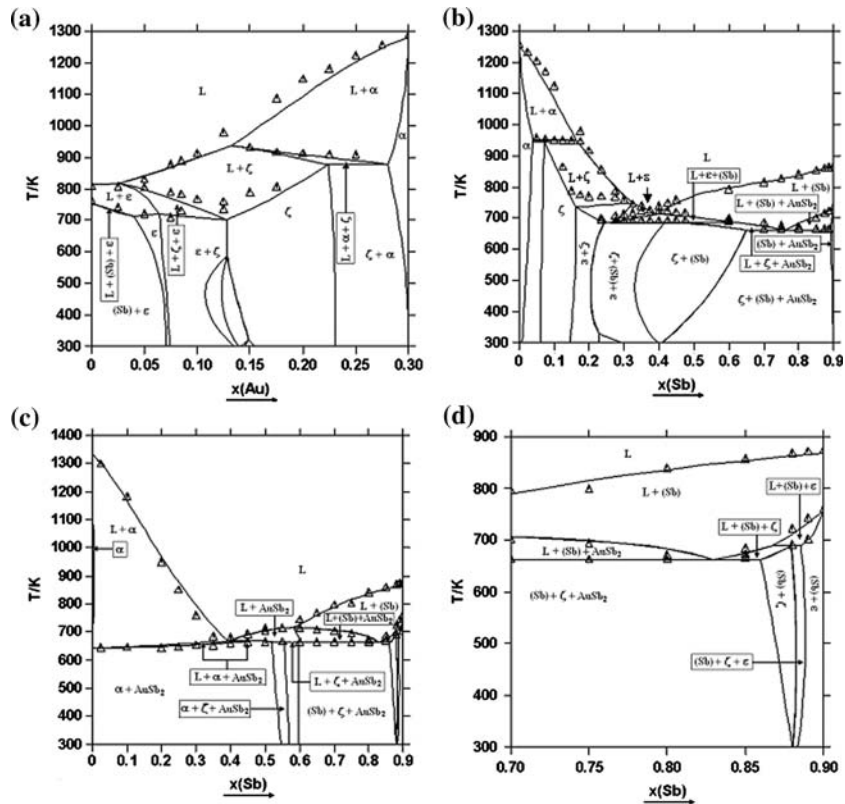 (a)
1300
1200
1100
1000
900
800
700
600
500
400
300
T/K
L
L + α
α
L + ζ
L + ε
ζ
ε
ε + ζ
L + ζ + ε
L + (Sb) + ε
(Sb) + ε
L + α + ζ
ζ + α
0 0.05 0.10 0.15 0.20 0.25 0.30
x(Au)
(b)
1300
1200
1100
1000
900
800
700
600
500
400
300
T/K
L + α
α
L
L + ζ
L + ε
L + ε + (Sb)
L + (Sb)
L + (Sb) + AuSb2
(Sb) + AuSb2
L + ζ + AuSb2
ζ
ε + ζ
ζ + (Sb) + ε
ζ + (Sb)
ζ + (Sb) + AuSb2
0 0.1 0.2 0.3 0.4 0.5 0.6 0.7 0.8 0.9
x(Sb)
(c)
1400
1300
1200
1100
1000
900
800
700
600
500
400
300
T/K
L + α
α
L
L + AuSb2
L + (Sb)
L+(Sb)+AuSb2
L + α + AuSb2
L + ζ + AuSb2
α + AuSb2
α + ζ + AuSb2
(Sb) + ζ + AuSb2
0 0.1 0.2 0.3 0.4 0.5 0.6 0.7 0.8 0.9
x(Sb)
(d)
900
800
700
600
500
400
300
T/K
L
L + (Sb)
L+(Sb)+ε
L + (Sb) + ζ
L + (Sb) + AuSb2
(Sb) + ζ + AuSb2
(Sb) + ζ
(Sb) + ε
(Sb) + ζ + ε
0.70 0.75 0.80 0.85 0.90
x(Sb)